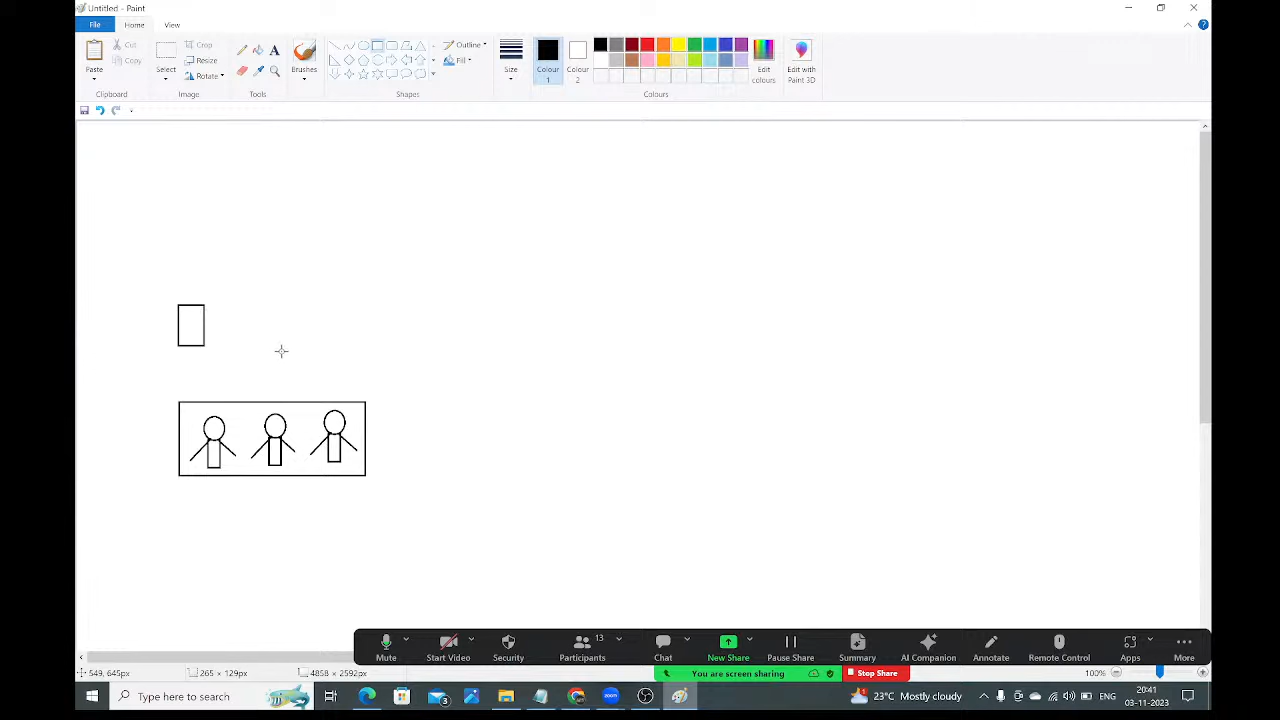 Untitled - Paint
File Home View
Paste
Cut
Copy
Clipboard
Select
Crop
Resize
Rotate
Image
Tools
Brushes
Shapes
Outline
Fill
Size
Colour 1
Colour 2
Colours
Edit colours
Edit with Paint 3D
Mute
Start Video
Security
Participants
13
Chat
New Share
Pause Share
Summary
AI Companion
Annotate
Remote Control
Apps
More
549, 645px
265 × 129px
4858 × 2592px
You are screen sharing
Stop Share
100%
Type here to search
3
zoom
1
23°C Mostly cloudy
ENG
20:41
03-11-2023